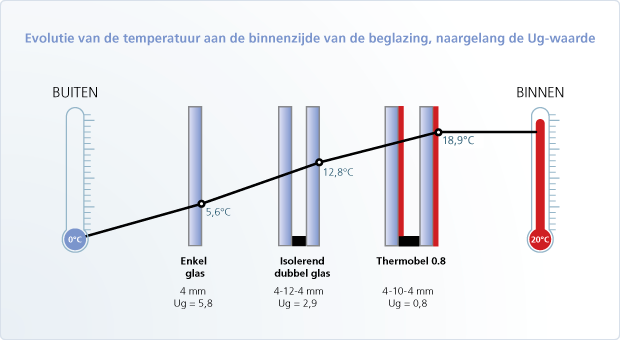 Evolutie van de temperatuur aan de binnenzijde van de beglazing, naargelang de Ug-waarde
BUITEN
BINNEN
18,9°C
12,8°C
5,6°C
0°C
20°C
Enkel
glas
4 mm
Ug = 5,8
Isolerend
dubbel glas
4-12-4 mm
Ug = 2,9
Thermobel 0.8
4-10-4 mm
Ug = 0,8